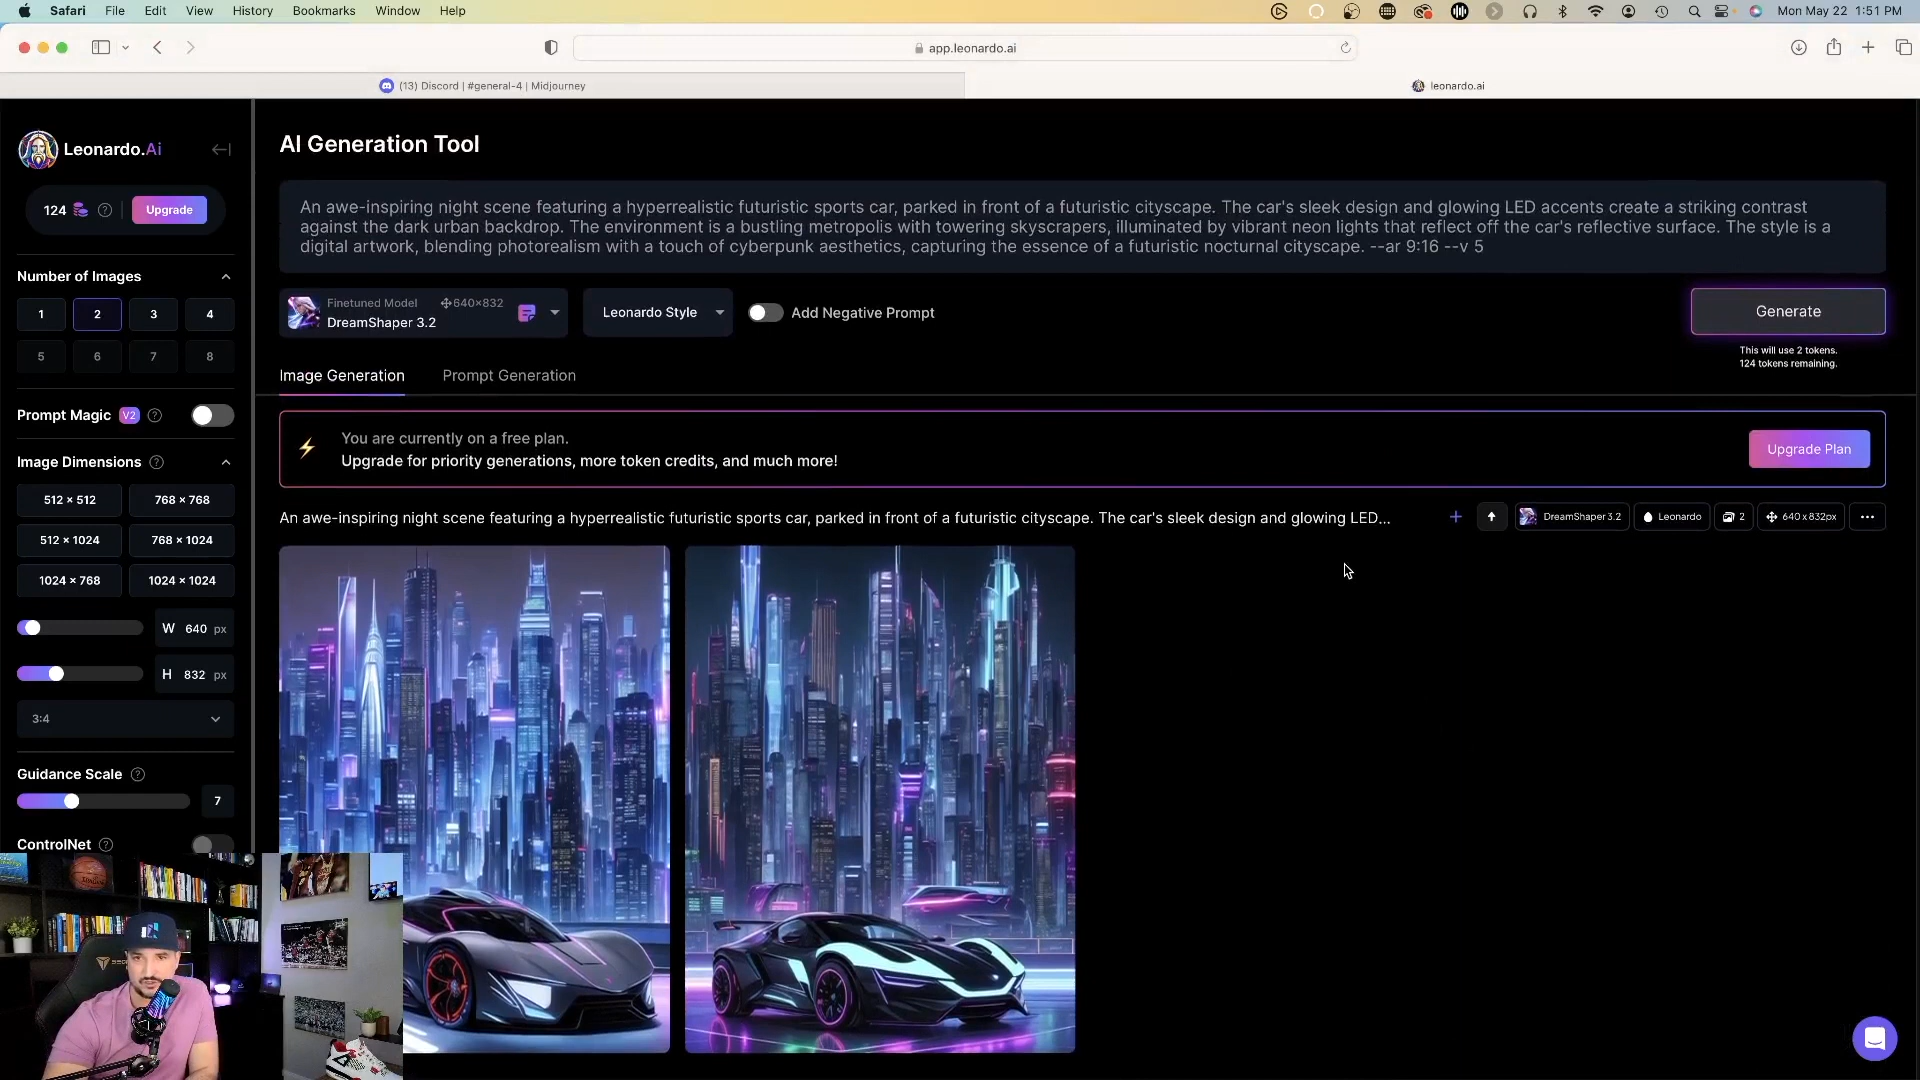 Safari File Edit View History Bookmarks Window Help
Mon May 22 1:51 PM
app.leonardo.ai
(13) Discord | #general-4 | Midjourney
leonardo.ai
Leonardo.Ai
124
Upgrade
Number of Images
1 2 3 4
5 6 7 8
Prompt Magic V2
Image Dimensions
512 × 512 768 × 768
512 × 1024 768 × 1024
1024 × 768 1024 × 1024
W 640 px
H 832 px
3:4
Guidance Scale
7
ControlNet
AI Generation Tool
An awe-inspiring night scene featuring a hyperrealistic futuristic sports car, parked in front of a futuristic cityscape. The car's sleek design and glowing LED accents create a striking contrast
against the dark urban backdrop. The environment is a bustling metropolis with towering skyscrapers, illuminated by vibrant neon lights that reflect off the car's reflective surface. The style is a
digital artwork, blending photorealism with a touch of cyberpunk aesthetics, capturing the essence of a futuristic nocturnal cityscape. --ar 9:16 --v 5
Finetuned Model 640×832
DreamShaper 3.2
Leonardo Style
Add Negative Prompt
Generate
This will use 2 tokens.
124 tokens remaining.
Image Generation Prompt Generation
You are currently on a free plan.
Upgrade for priority generations, more token credits, and much more!
Upgrade Plan
An awe-inspiring night scene featuring a hyperrealistic futuristic sports car, parked in front of a futuristic cityscape. The car's sleek design and glowing LED...
DreamShaper 3.2 Leonardo 2 640 x 832px